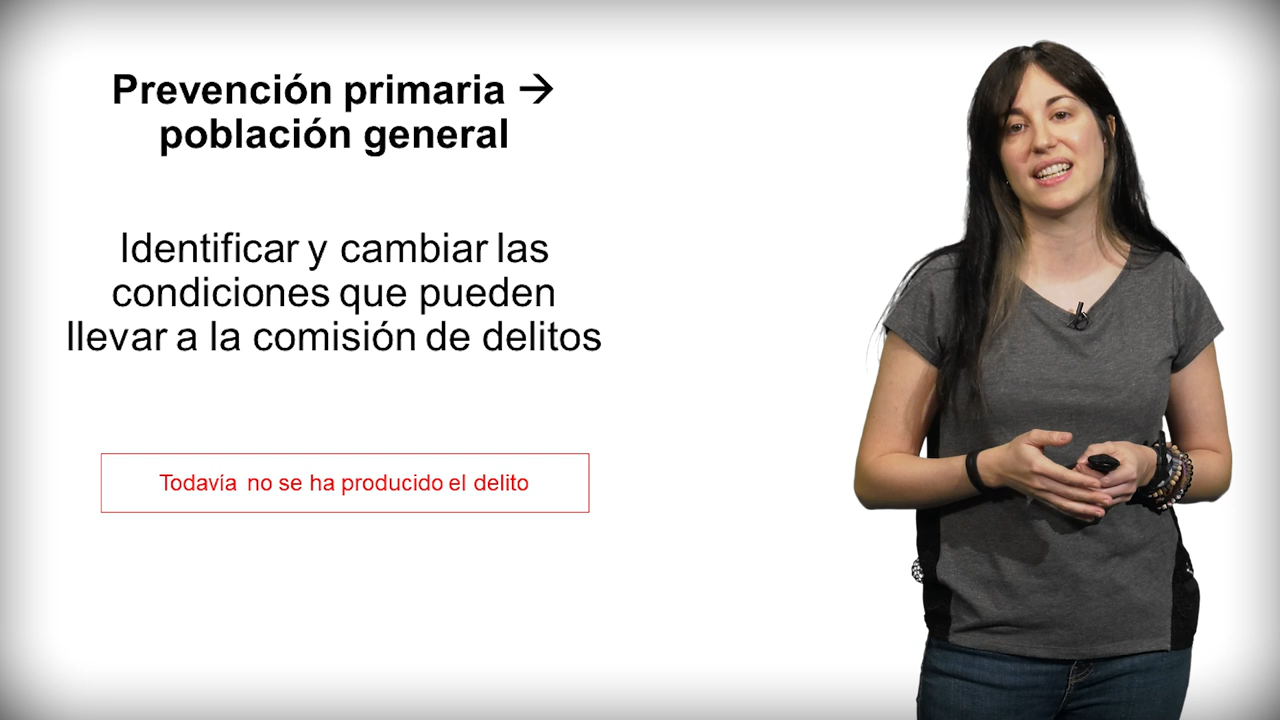 Prevención primaria →
población general
Identificar y cambiar las
condiciones que pueden
llevar a la comisión de delitos
Todavía no se ha producido el delito